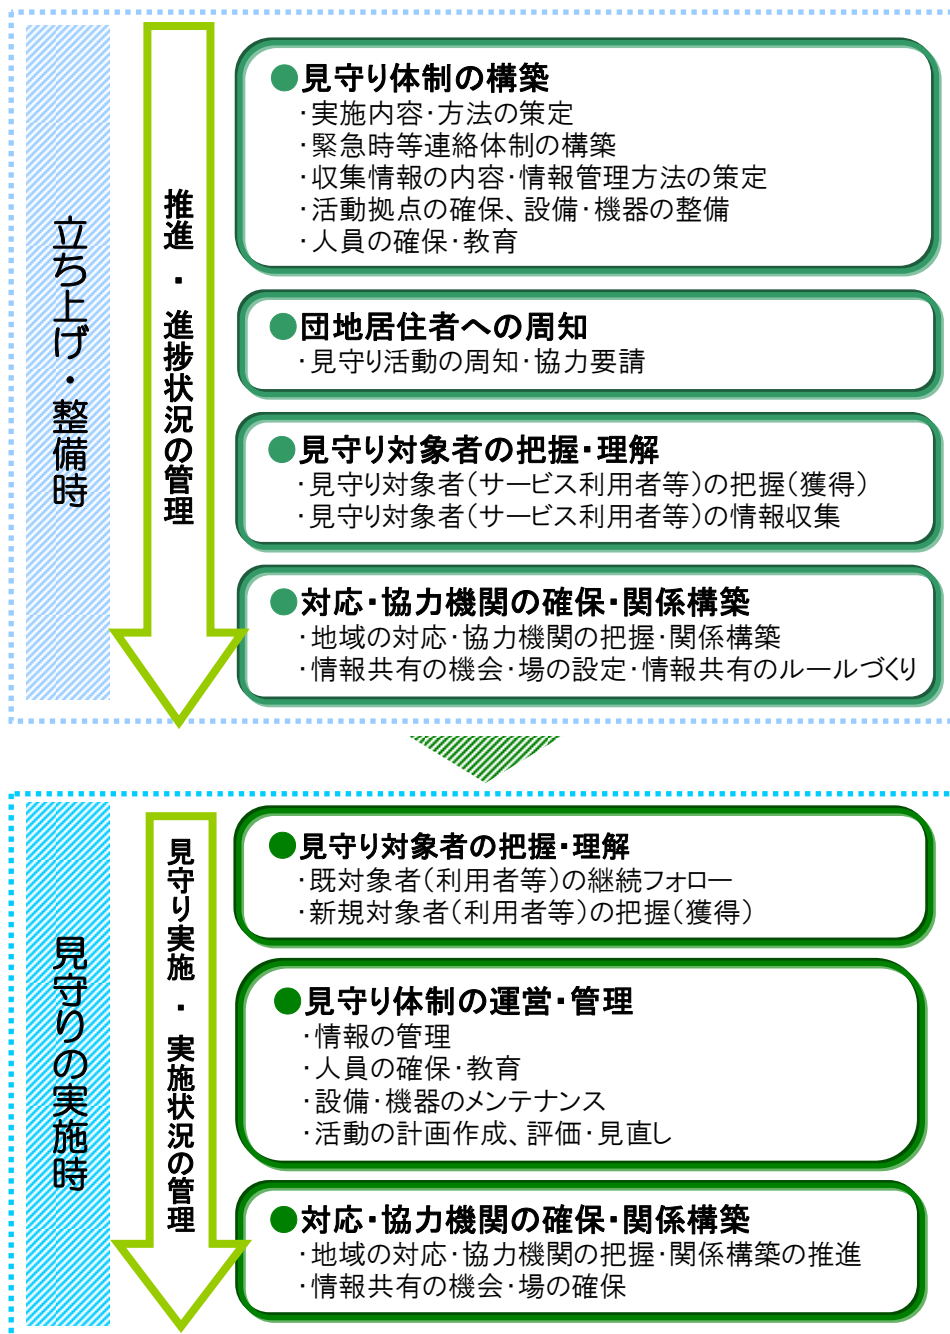 立ち上げ・整備時
推進・進捗状況の管理
●見守り体制の構築
・実施内容・方法の策定
・緊急時等連絡体制の構築
・収集情報の内容・情報管理方法の策定
・活動拠点の確保、設備・機器の整備
・人員の確保・教育
●団地居住者への周知
・見守り活動の周知・協力要請
●見守り対象者の把握・理解
・見守り対象者（サービス利用者等）の把握（獲得）
・見守り対象者（サービス利用者等）の情報収集
●対応・協力機関の確保・関係構築
・地域の対応・協力機関の把握・関係構築
・情報共有の機会・場の設定・情報共有のルールづくり
見守りの実施時
見守り実施・実施状況の管理
●見守り対象者の把握・理解
・既対象者（利用者等）の継続フォロー
・新規対象者（利用者等）の把握（獲得）
●見守り体制の運営・管理
・情報の管理
・人員の確保・教育
・設備・機器のメンテナンス
・活動の計画作成、評価・見直し
●対応・協力機関の確保・関係構築
・地域の対応・協力機関の把握・関係構築の推進
・情報共有の機会・場の確保